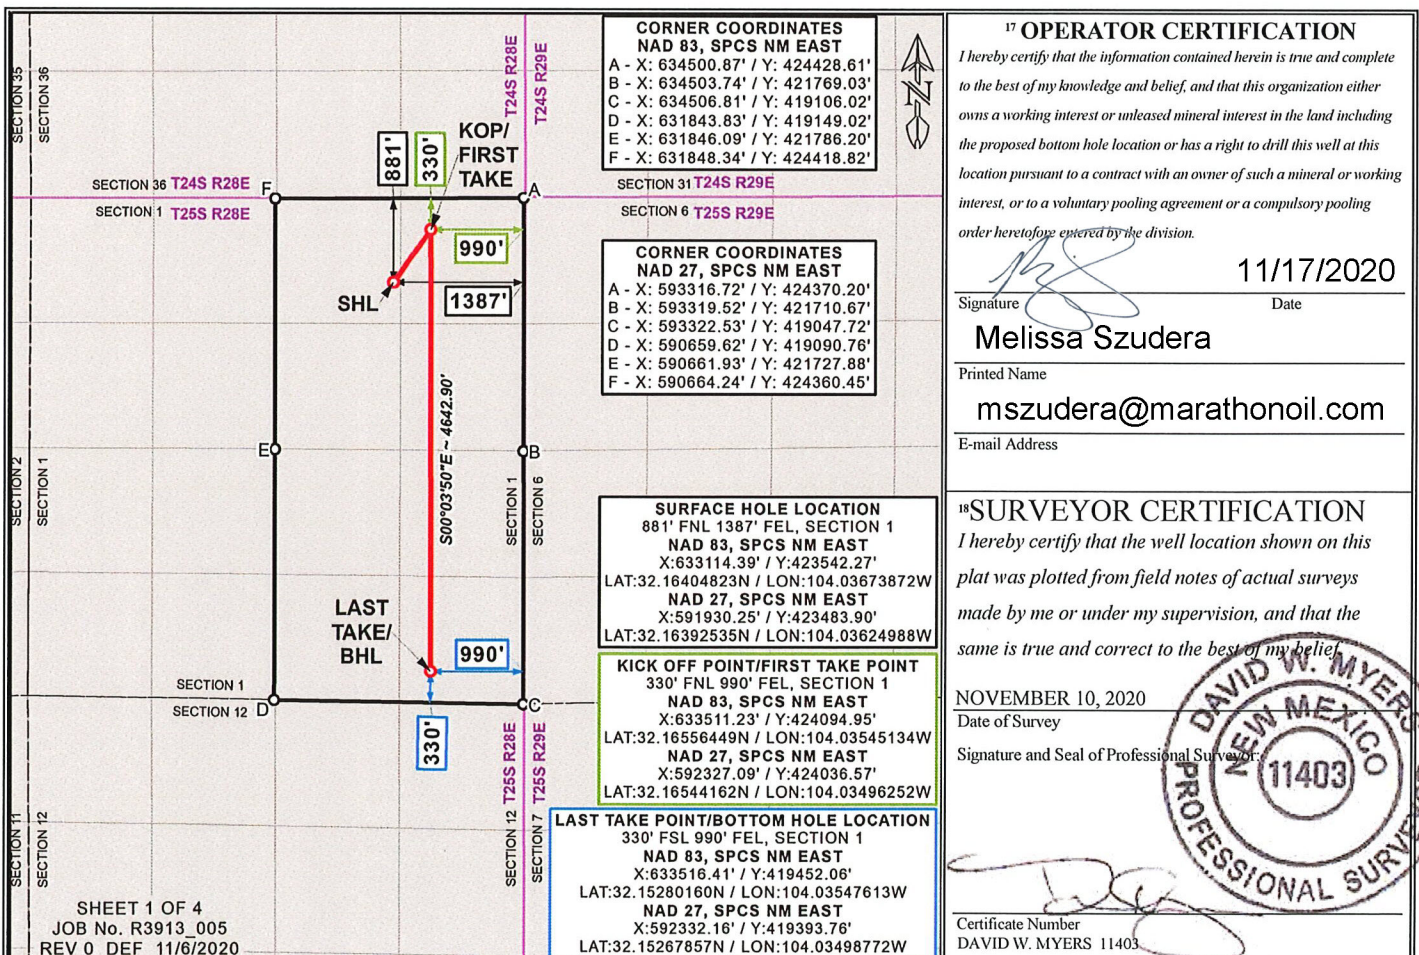 SECTION 35
SECTION 36
T24S R28E
T24S R29E
881'
330'
KOP/
FIRST
TAKE
SECTION 36 T24S R28E
SECTION 1 T25S R28E
F
A
SECTION 31 T24S R29E
SECTION 6 T25S R29E
990'
SHL
1387'
S00°03'50"E ~ 4642.90'
E
B
SECTION 2
SECTION 1
SECTION 1
SECTION 6
LAST
TAKE/
BHL
990'
SECTION 1
SECTION 12
D
C
330'
SECTION 12 T25S R28E
SECTION 7 T25S R29E
SECTION 11
SECTION 12
SHEET 1 OF 4
JOB No. R3913_005
REV 0 DEF 11/6/2020
CORNER COORDINATES
NAD 83, SPCS NM EAST
A - X: 634500.87' / Y: 424428.61'
B - X: 634503.74' / Y: 421769.03'
C - X: 634506.81' / Y: 419106.02'
D - X: 631843.83' / Y: 419149.02'
E - X: 631846.09' / Y: 421786.20'
F - X: 631848.34' / Y: 424418.82'
N
CORNER COORDINATES
NAD 27, SPCS NM EAST
A - X: 593316.72' / Y: 424370.20'
B - X: 593319.52' / Y: 421710.67'
C - X: 593322.53' / Y: 419047.72'
D - X: 590659.62' / Y: 419090.76'
E - X: 590661.93' / Y: 421727.88'
F - X: 590664.24' / Y: 424360.45'
SURFACE HOLE LOCATION
881' FNL 1387' FEL, SECTION 1
NAD 83, SPCS NM EAST
X:633114.39' / Y:423542.27'
LAT:32.16404823N / LON:104.03673872W
NAD 27, SPCS NM EAST
X:591930.25' / Y:423483.90'
LAT:32.16392535N / LON:104.03624988W
KICK OFF POINT/FIRST TAKE POINT
330' FNL 990' FEL, SECTION 1
NAD 83, SPCS NM EAST
X:633511.23' / Y:424094.95'
LAT:32.16556449N / LON:104.03545134W
NAD 27, SPCS NM EAST
X:592327.09' / Y:424036.57'
LAT:32.16544162N / LON:104.03496252W
LAST TAKE POINT/BOTTOM HOLE LOCATION
330' FSL 990' FEL, SECTION 1
NAD 83, SPCS NM EAST
X:633516.41' / Y:419452.06'
LAT:32.15280160N / LON:104.03547613W
NAD 27, SPCS NM EAST
X:592332.16' / Y:419393.76'
LAT:32.15267857N / LON:104.03498772W
17 OPERATOR CERTIFICATION
I hereby certify that the information contained herein is true and complete
to the best of my knowledge and belief, and that this organization either
owns a working interest or unleased mineral interest in the land including
the proposed bottom hole location or has a right to drill this well at this
location pursuant to a contract with an owner of such a mineral or working
interest, or to a voluntary pooling agreement or a compulsory pooling
order heretofore entered by the division.
11/17/2020
Signature Date
Melissa Szudera
Printed Name
mszudera@marathonoil.com
E-mail Address
18 SURVEYOR CERTIFICATION
I hereby certify that the well location shown on this
plat was plotted from field notes of actual surveys
made by me or under my supervision, and that the
same is true and correct to the best of my belief.
NOVEMBER 10, 2020
Date of Survey
Signature and Seal of Professional Surveyor:
DAVID W. MYERS
NEW MEXICO
11403
PROFESSIONAL
Certificate Number
DAVID W. MYERS 11403